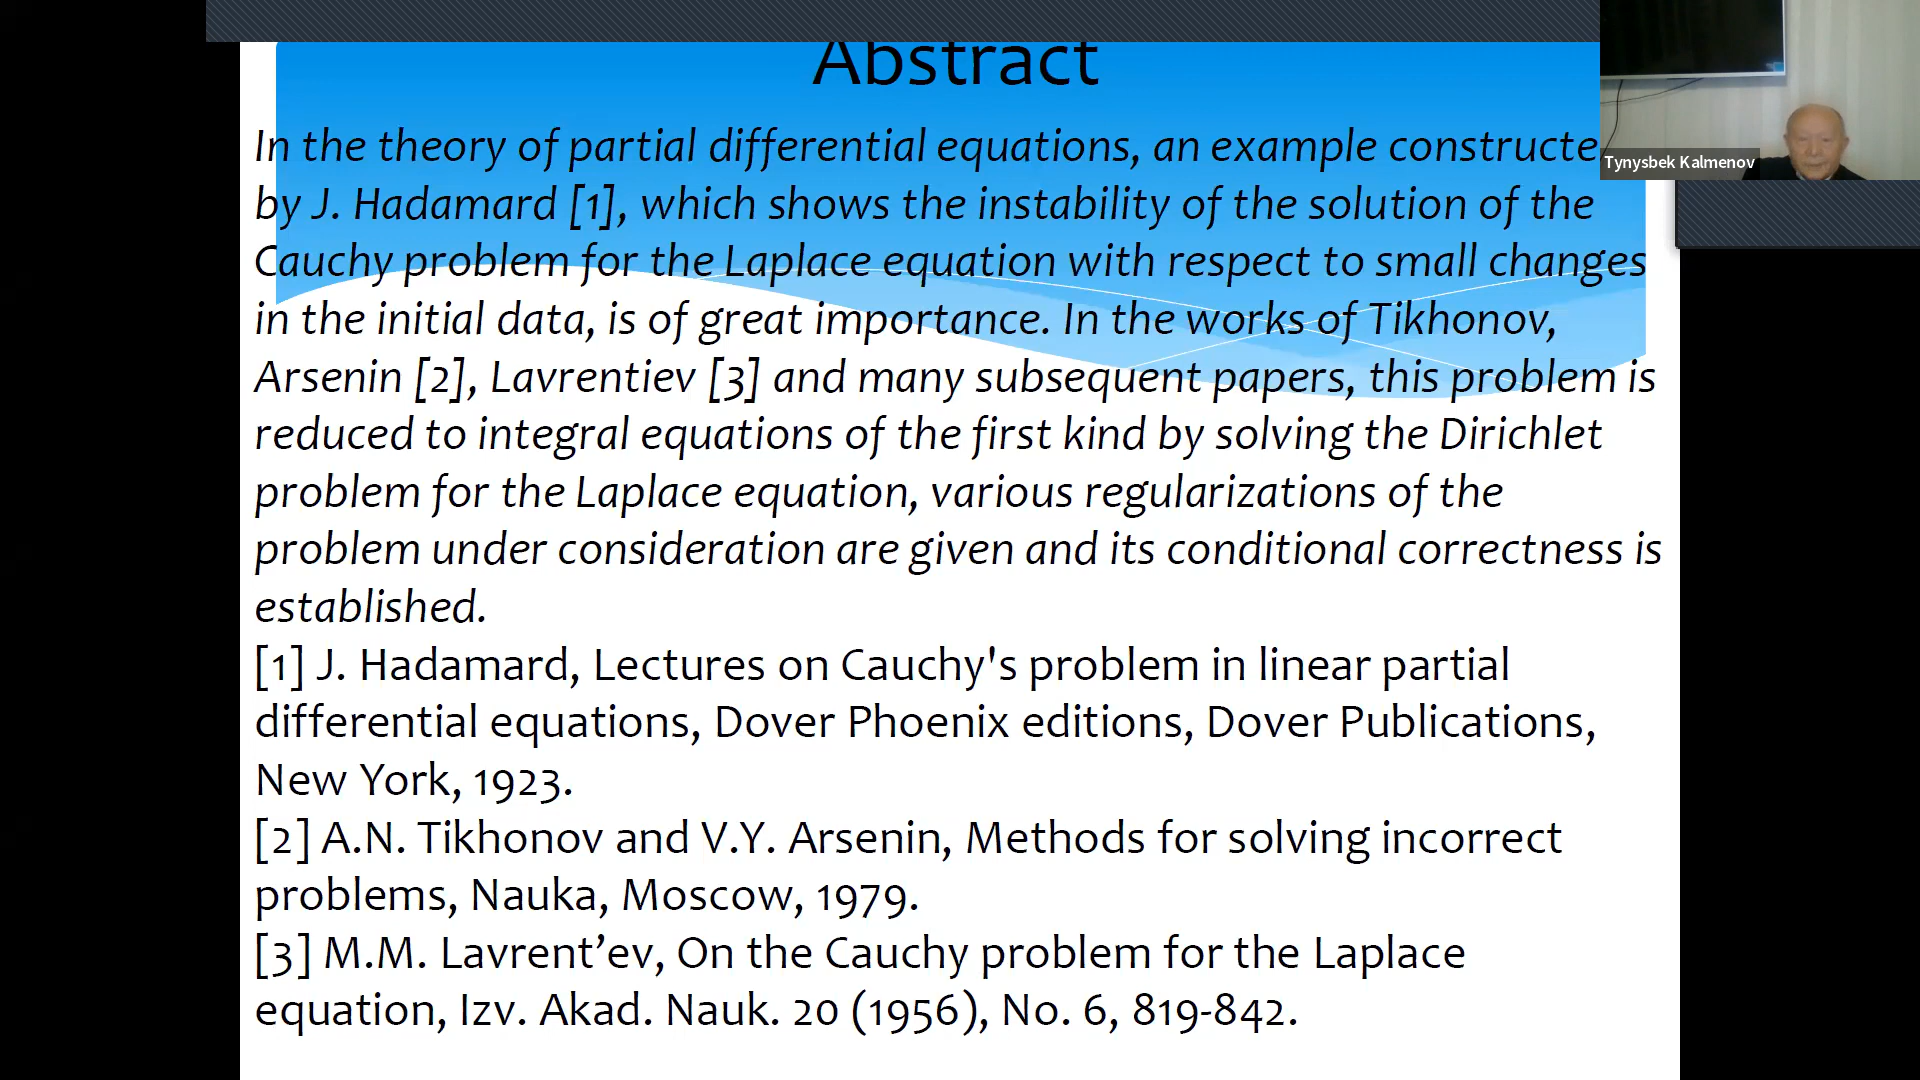 Abstract
In the theory of partial differential equations, an example constructe
by J. Hadamard [1], which shows the instability of the solution of the
Cauchy problem for the Laplace equation with respect to small changes
in the initial data, is of great importance. In the works of Tikhonov,
Arsenin [2], Lavrentiev [3] and many subsequent papers, this problem is
reduced to integral equations of the first kind by solving the Dirichlet
problem for the Laplace equation, various regularizations of the
problem under consideration are given and its conditional correctness is
established.
[1] J. Hadamard, Lectures on Cauchy's problem in linear partial
differential equations, Dover Phoenix editions, Dover Publications,
New York, 1923.
[2] A.N. Tikhonov and V.Y. Arsenin, Methods for solving incorrect
problems, Nauka, Moscow, 1979.
[3] M.M. Lavrent’ev, On the Cauchy problem for the Laplace
equation, Izv. Akad. Nauk. 20 (1956), No. 6, 819-842.
Tynysbek Kalmenov